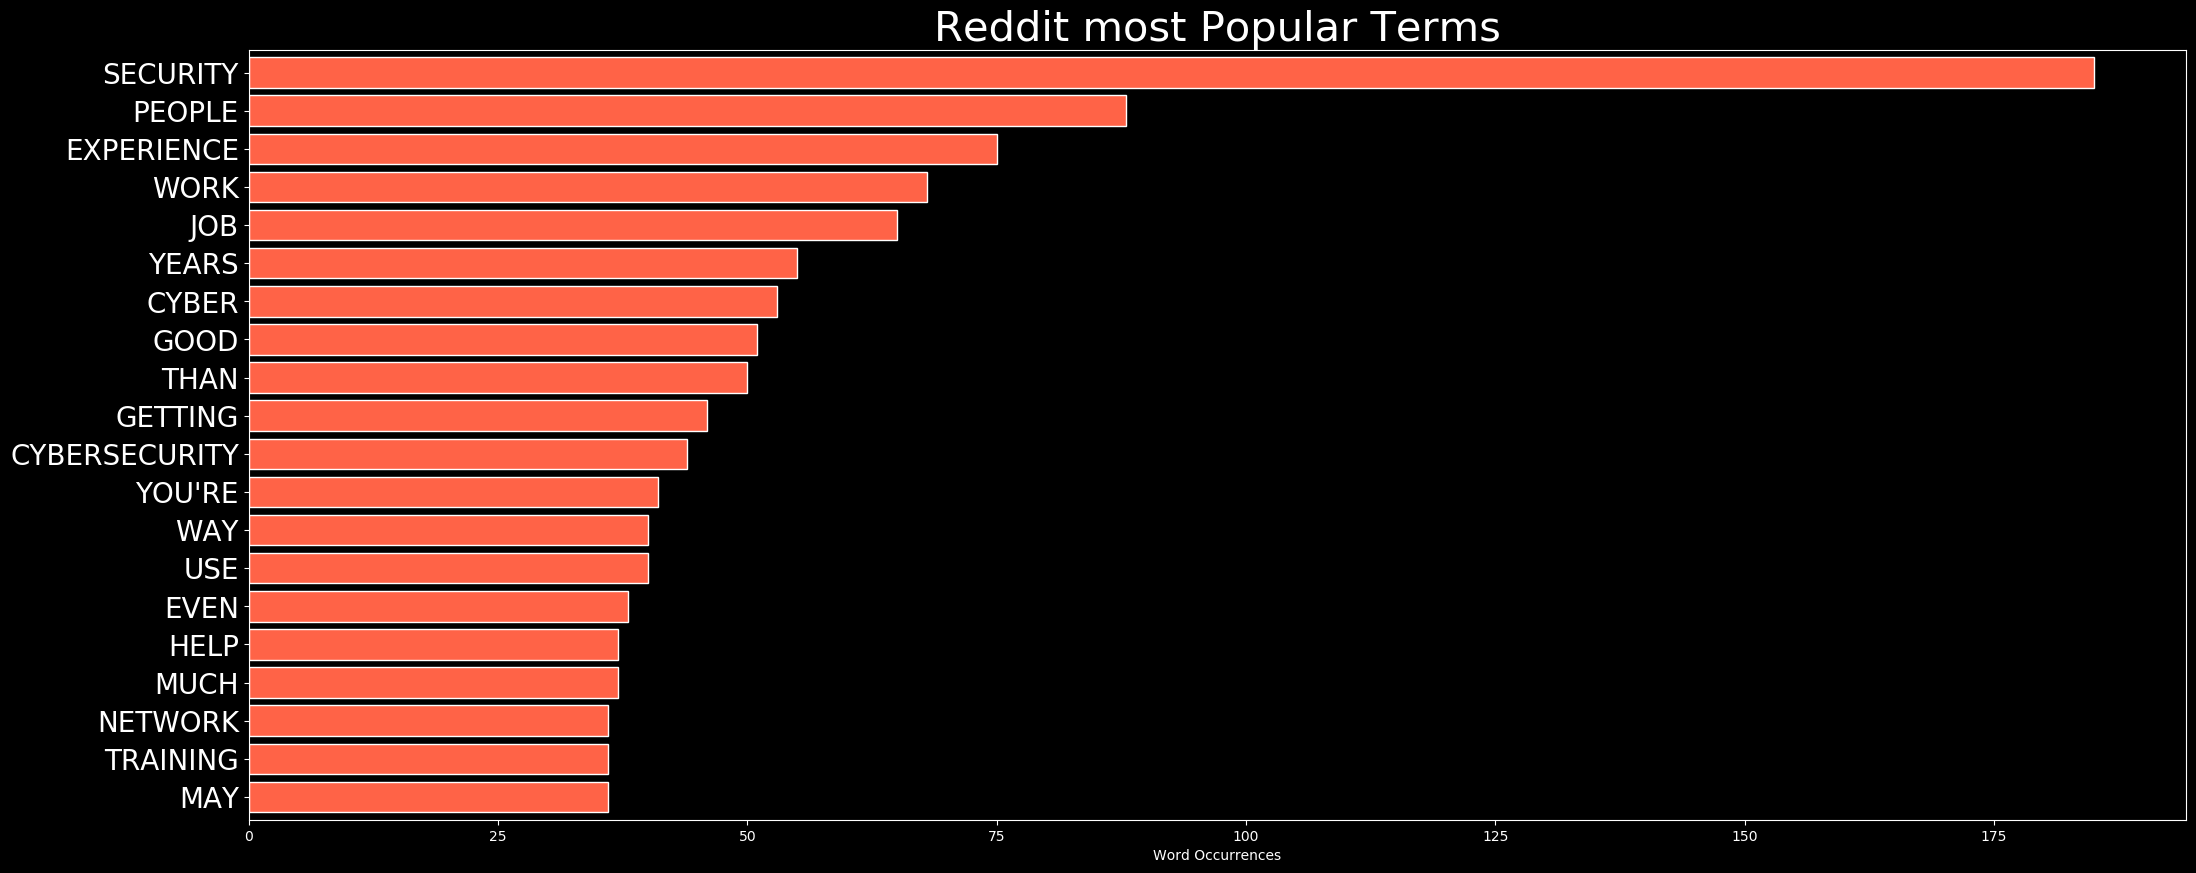 Reddit most Popular Terms
SECURITY
PEOPLE
EXPERIENCE
WORK
JOB
YEARS
CYBER
GOOD
THAN
GETTING
CYBERSECURITY
YOU'RE
WAY
USE
EVEN
HELP
MUCH
NETWORK
TRAINING
MAY
0 25 50 75 100 125 150 175
Word Occurrences